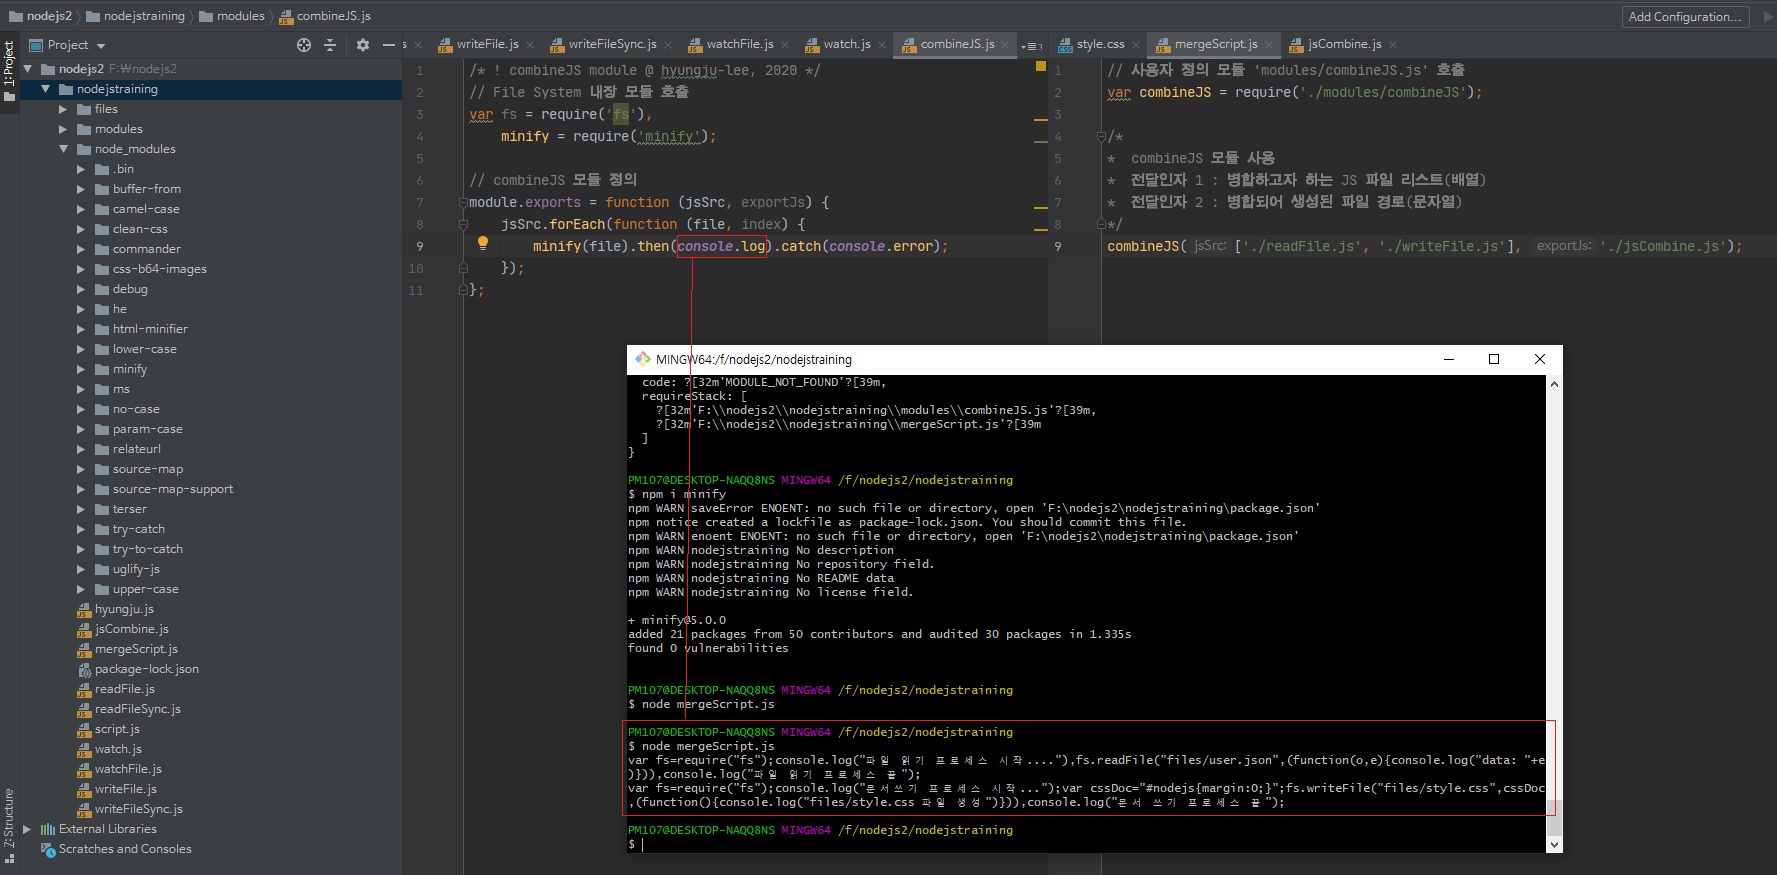 nodejs2 nodejstraining modules combineJS.js Add Configuration...
Project
s writeFile.js writeFileSync.js watchFile.js watch.js combineJS.js 3 style.css mergeScript.js jsCombine.js
1: Project
Z: Structure
nodejs2 F:₩nodejs2
nodejstraining
files
modules
node_modules
.bin
buffer-from
camel-case
clean-css
commander
css-b64-images
debug
he
html-minifier
lower-case
minify
ms
no-case
param-case
relateurl
source-map
source-map-support
terser
try-catch
try-to-catch
uglify-js
upper-case
hyungju.js
jsCombine.js
mergeScript.js
package-lock.json
readFile.js
readFileSync.js
script.js
watch.js
watchFile.js
writeFile.js
writeFileSync.js
External Libraries
Scratches and Consoles
1 /* ! combineJS module @ hyungju-lee, 2020 */
2 // File System 내장 모듈 호출
3 var fs = require('fs'),
4 minify = require('minify');
5
6 // combineJS 모듈 정의
7 module.exports = function (jsSrc, exportJs) {
8 jsSrc.forEach(function (file, index) {
9 minify(file).then(console.log).catch(console.error);
10 });
11 };
1 // 사용자 정의 모듈 'modules/combineJS.js' 호출
2 var combineJS = require('./modules/combineJS');
3
4 /*
5 * combineJS 모듈 사용
6 * 전달인자 1 : 병합하고자 하는 JS 파일 리스트(배열)
7 * 전달인자 2 : 병합되어 생성된 파일 경로(문자열)
8 */
9 combineJS( jsSrc: ['./readFile.js', './writeFile.js'], exportJs: './jsCombine.js');
MINGW64:/f/nodejs2/nodejstraining
code: ?[32m'MODULE_NOT_FOUND'?[39m,
requireStack: [
?[32m'F:\\nodejs2\\nodejstraining\\modules\\combineJS.js'?[39m,
?[32m'F:\\nodejs2\\nodejstraining\\mergeScript.js'?[39m
]
}
PM107@DESKTOP-NAQQ8NS MINGW64 /f/nodejs2/nodejstraining
$ npm i minify
npm WARN saveError ENOENT: no such file or directory, open 'F:\nodejs2\nodejstraining\package.json'
npm notice created a lockfile as package-lock.json. You should commit this file.
npm WARN enoent ENOENT: no such file or directory, open 'F:\nodejs2\nodejstraining\package.json'
npm WARN nodejstraining No description
npm WARN nodejstraining No repository field.
npm WARN nodejstraining No README data
npm WARN nodejstraining No license field.
+ minify@5.0.0
added 21 packages from 50 contributors and audited 30 packages in 1.335s
found 0 vulnerabilities
PM107@DESKTOP-NAQQ8NS MINGW64 /f/nodejs2/nodejstraining
$ node mergeScript.js
PM107@DESKTOP-NAQQ8NS MINGW64 /f/nodejs2/nodejstraining
$ node mergeScript.js
var fs=require("fs");console.log("파일 읽기 프로세스 시작...."),fs.readFile("files/user.json",(function(o,e){console.log("data: "+e
)})),console.log("파일 읽기 프로세스 끝");
var fs=require("fs");console.log("문서쓰기 프로세스 시작...");var cssDoc="#nodejs{margin:0;}";fs.writeFile("files/style.css",cssDoc
,(function(){console.log("files/style.css 파일 생성")})),console.log("문서 쓰기 프로세스 끝");
PM107@DESKTOP-NAQQ8NS MINGW64 /f/nodejs2/nodejstraining
$